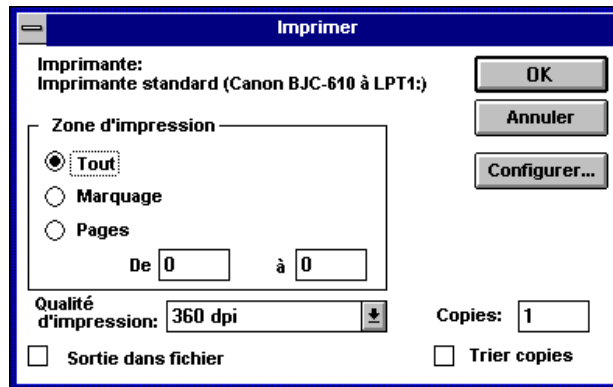 Imprimer
Imprimante:
Imprimante standard (Canon BJC-610 à LPT1:)
OK
Annuler
Configurer...
Zone d'impression
Tout
Marquage
Pages
De 0 à 0
Qualité
d'impression: 360 dpi
Copies: 1
Sortie dans fichier
Trier copies